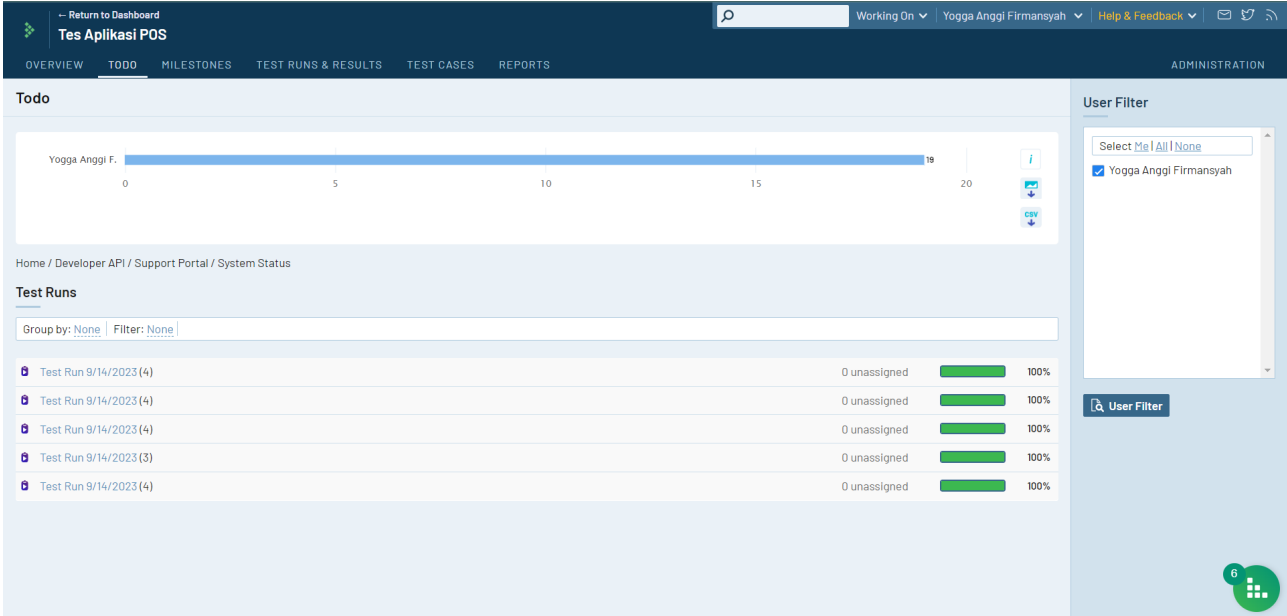 ← Return to Dashboard
Tes Aplikasi POS
Working On
Yogga Anggi Firmansyah
Help & Feedback
OVERVIEW TODO MILESTONES TEST RUNS & RESULTS TEST CASES REPORTS ADMINISTRATION
Todo
Yogga Anggi F. 19
0 5 10 15 20
i
CSV
Home / Developer API / Support Portal / System Status
Test Runs
Group by: None Filter: None
Test Run 9/14/2023 (4) 0 unassigned 100%
Test Run 9/14/2023 (4) 0 unassigned 100%
Test Run 9/14/2023 (4) 0 unassigned 100%
Test Run 9/14/2023 (3) 0 unassigned 100%
Test Run 9/14/2023 (4) 0 unassigned 100%
User Filter
Select Me | All | None
Yogga Anggi Firmansyah
User Filter
6